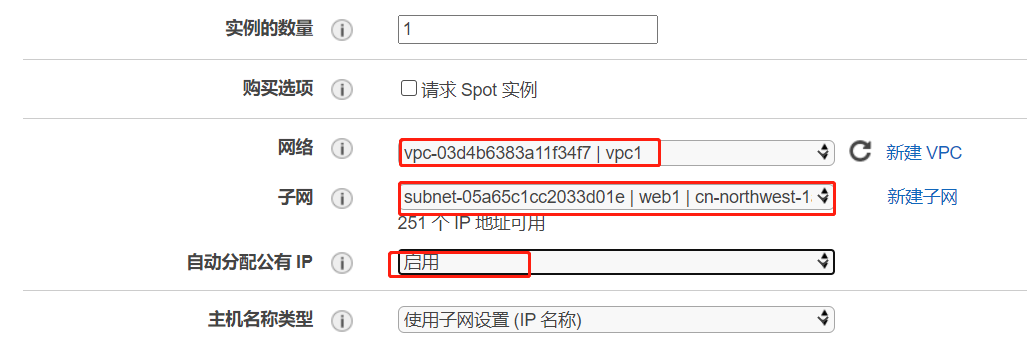 实例的数量 1
购买选项 请求 Spot 实例
网络 vpc-03d4b6383a11f34f7 | vpc1 新建 VPC
子网 subnet-05a65c1cc2033d01e | web1 | cn-northwest-1a 新建子网
251 个 IP 地址可用
自动分配公有 IP 启用
主机名称类型 使用子网设置 (IP 名称)